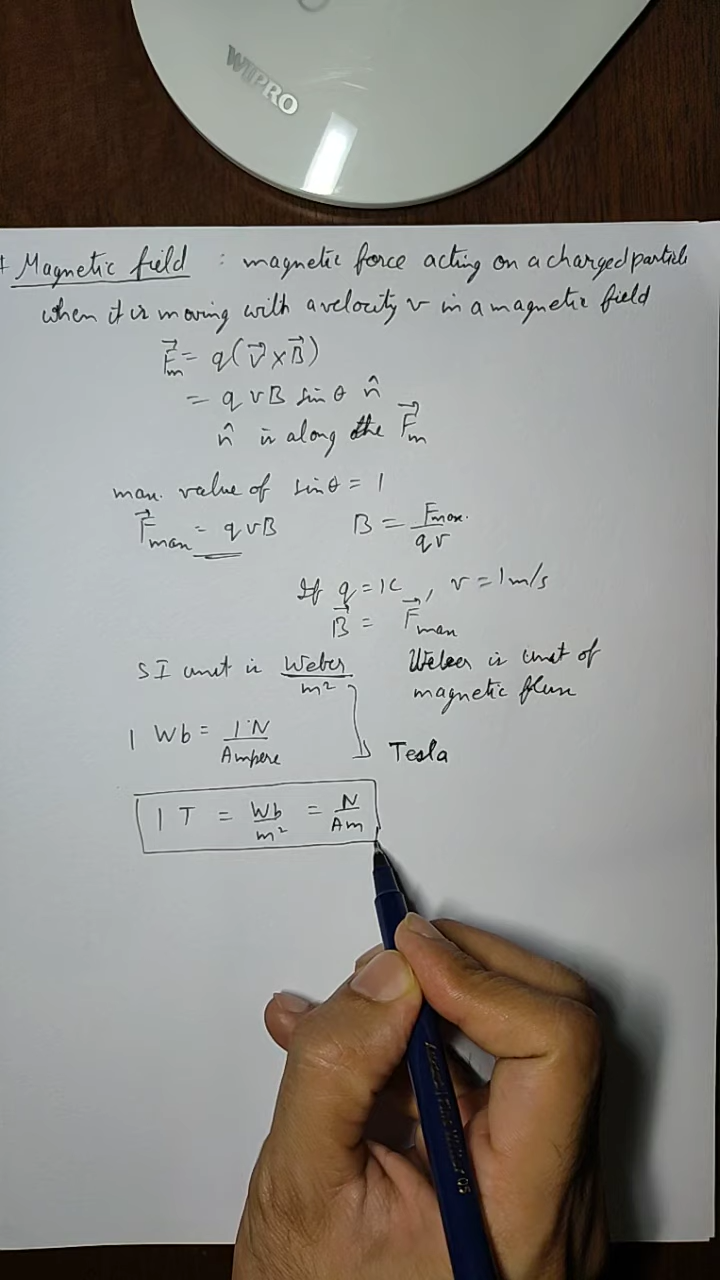 WIPRO
Magnetic field : magnetic force acting on a charged particle
when it is moving with a velocity v in a magnetic field
F⃗m = q(V⃗ × B⃗)
= q v B sin θ n̂
n̂ is along the F⃗m
max. value of sin θ = 1
F⃗max = q v B B = Fmax. / qv
If q = 1C, v = 1 m/s
B⃗ = F⃗max
SI unit is Weber / m² Weber is unit of
magnetic flux
1 Wb = 1 N / Ampere Tesla
1 T = Wb / m² = N / Am